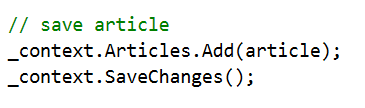 // save article
_context.Articles.Add(article);
_context.SaveChanges();